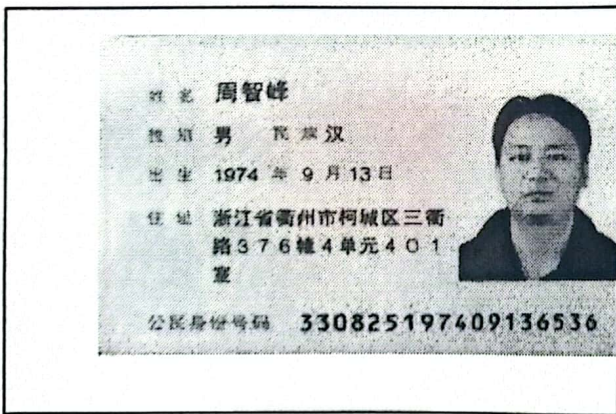 姓名 周智峰
性别 男 民族 汉
出生 1974 年 9 月 13 日
住址 浙江省衢州市柯城区三衢
路376幢4单元401
室
公民身份号码 330825197409136536